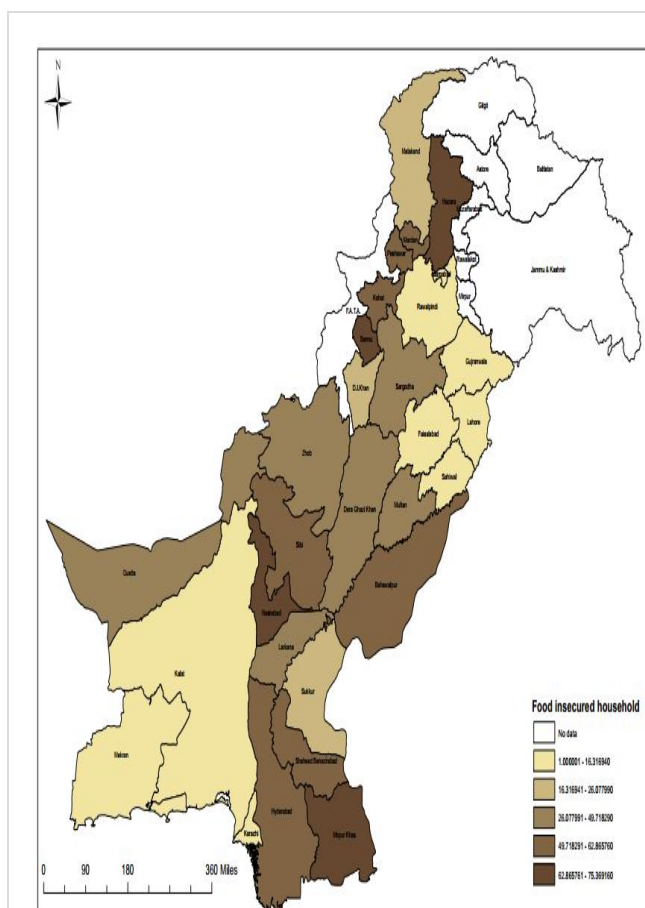 N
Gilgit
Malakand
Astore
Baltistan
Hazara
Muzaffarabad
Mardan
Peshawar
Rawalakot
Jammu & Kashmir
Kohat
Mirpur
F.A.T.A.
Rawalpindi
Bannu
Gujranwala
D.I.Khan
Sargodha
Lahore
Faisalabad
Zhob
Sahiwal
Dera Ghazi Khan
Multan
Sibi
Quetta
Bahawalpur
Nasirabad
Larkana
Kalat
Sukkur
Food insecured household
No data
Mekran
1.000001 - 16.316940
16.316941 - 26.077990
Shaheed Benazirabad
26.077991 - 49.718290
Hyderabad
49.718291 - 62.865760
Karachi
Mirpur Khas
62.865761 - 75.369160
0 90 180 360 Miles